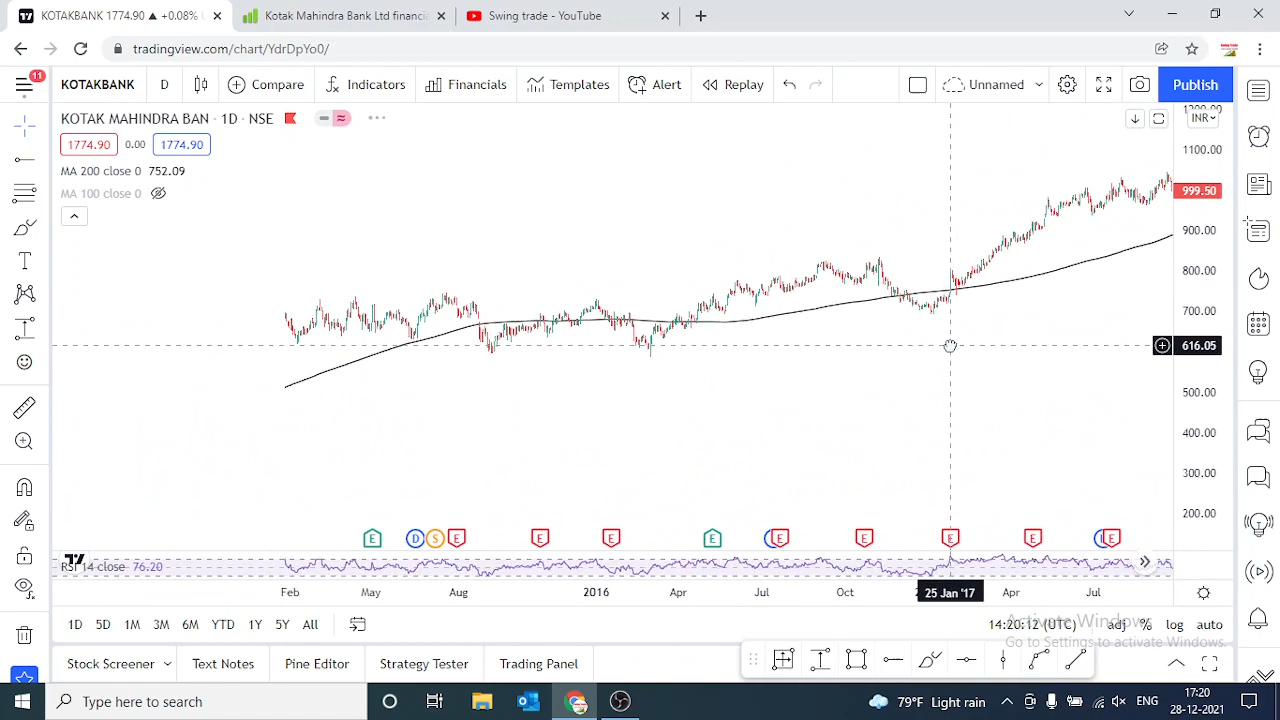 KOTAKBANK 1774.90 ▲ +0.08% U
Kotak Mahindra Bank Ltd financia
Swing trade - YouTube
tradingview.com/chart/YdrDpYo0/
11
KOTAKBANK
D
Compare
Indicators
Financials
Templates
Alert
Replay
Unnamed
Publish
KOTAK MAHINDRA BAN · 1D · NSE
INR
1200.00
1774.90 0.00 1774.90
1100.00
MA 200 close 0 752.09
MA 100 close 0
999.50
900.00
800.00
700.00
616.05
500.00
400.00
300.00
200.00
E D S E E E E E E E E E
RSI 14 close 76.20
Feb May Aug 2016 Apr Jul Oct 25 Jan '17 Apr Jul
1D 5D 1M 3M 6M YTD 1Y 5Y All
14:20:12 (UTC) adj % log auto
Activate Windows
Go to Settings to activate Windows.
Stock Screener Text Notes Pine Editor Strategy Tester Trading Panel
Type here to search
79°F Light rain
ENG
17:20
28-12-2021